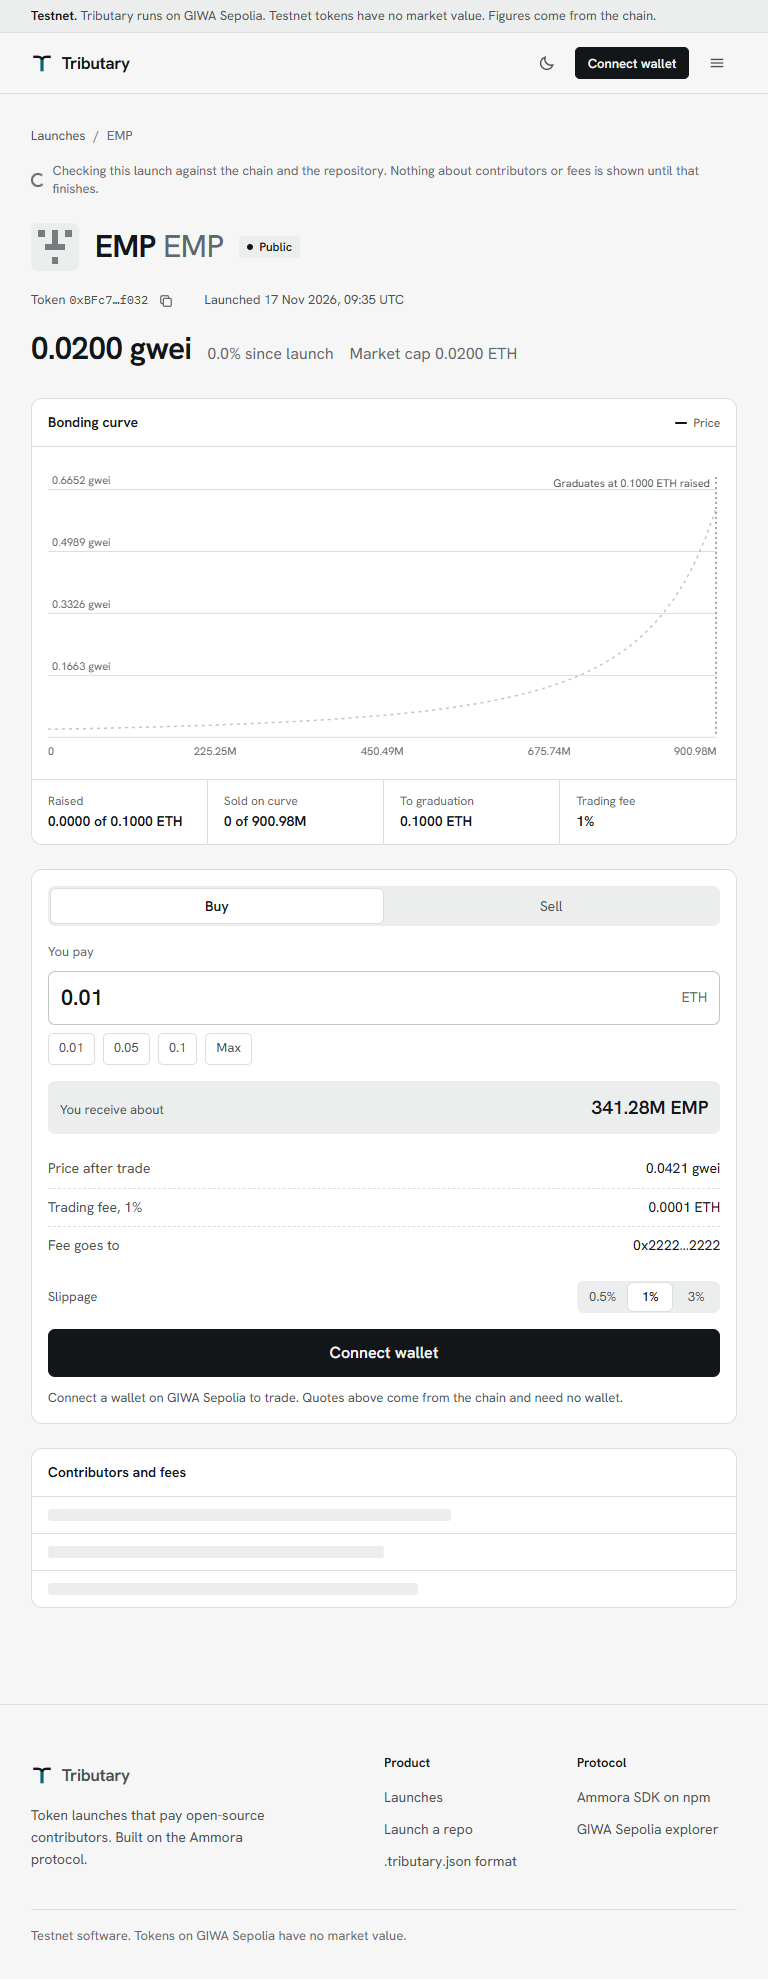 Testnet. Tributary runs on GIWA Sepolia. Testnet tokens have no market value. Figures come from the chain.
Tributary
Connect wallet
Launches / EMP
Checking this launch against the chain and the repository. Nothing about contributors or fees is shown until that
finishes.
EMP EMP
Public
Token 0xBFc7…f032
Launched 17 Nov 2026, 09:35 UTC
0.0200 gwei 0.0% since launch Market cap 0.0200 ETH
Bonding curve
Price
0.6652 gwei
Graduates at 0.1000 ETH raised
0.4989 gwei
0.3326 gwei
0.1663 gwei
0 225.25M 450.49M 675.74M 900.98M
Raised
0.0000 of 0.1000 ETH
Sold on curve
0 of 900.98M
To graduation
0.1000 ETH
Trading fee
1%
Buy
Sell
You pay
0.01
ETH
0.01 0.05 0.1 Max
You receive about 341.28M EMP
Price after trade 0.0421 gwei
Trading fee, 1% 0.0001 ETH
Fee goes to 0x2222…2222
Slippage 0.5% 1% 3%
Connect wallet
Connect a wallet on GIWA Sepolia to trade. Quotes above come from the chain and need no wallet.
Contributors and fees
Tributary
Token launches that pay open-source
contributors. Built on the Ammora
protocol.
Product
Launches
Launch a repo
.tributary.json format
Protocol
Ammora SDK on npm
GIWA Sepolia explorer
Testnet software. Tokens on GIWA Sepolia have no market value.